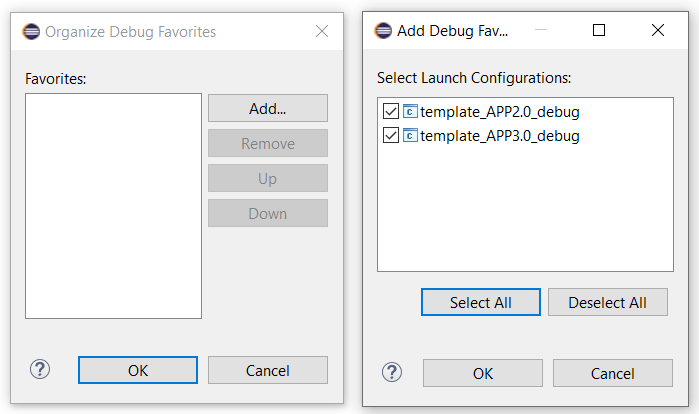 Organize Debug Favorites
Favorites:
Add...
Remove
Up
Down
OK
Cancel
Add Debug Fav...
Select Launch Configurations:
template_APP2.0_debug
template_APP3.0_debug
Select All
Deselect All
OK
Cancel